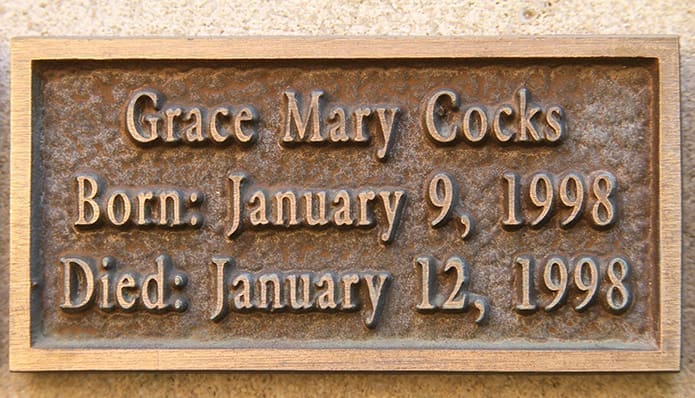 Grace Mary Cocks
Born: January 9, 1998
Died: January 12, 1998